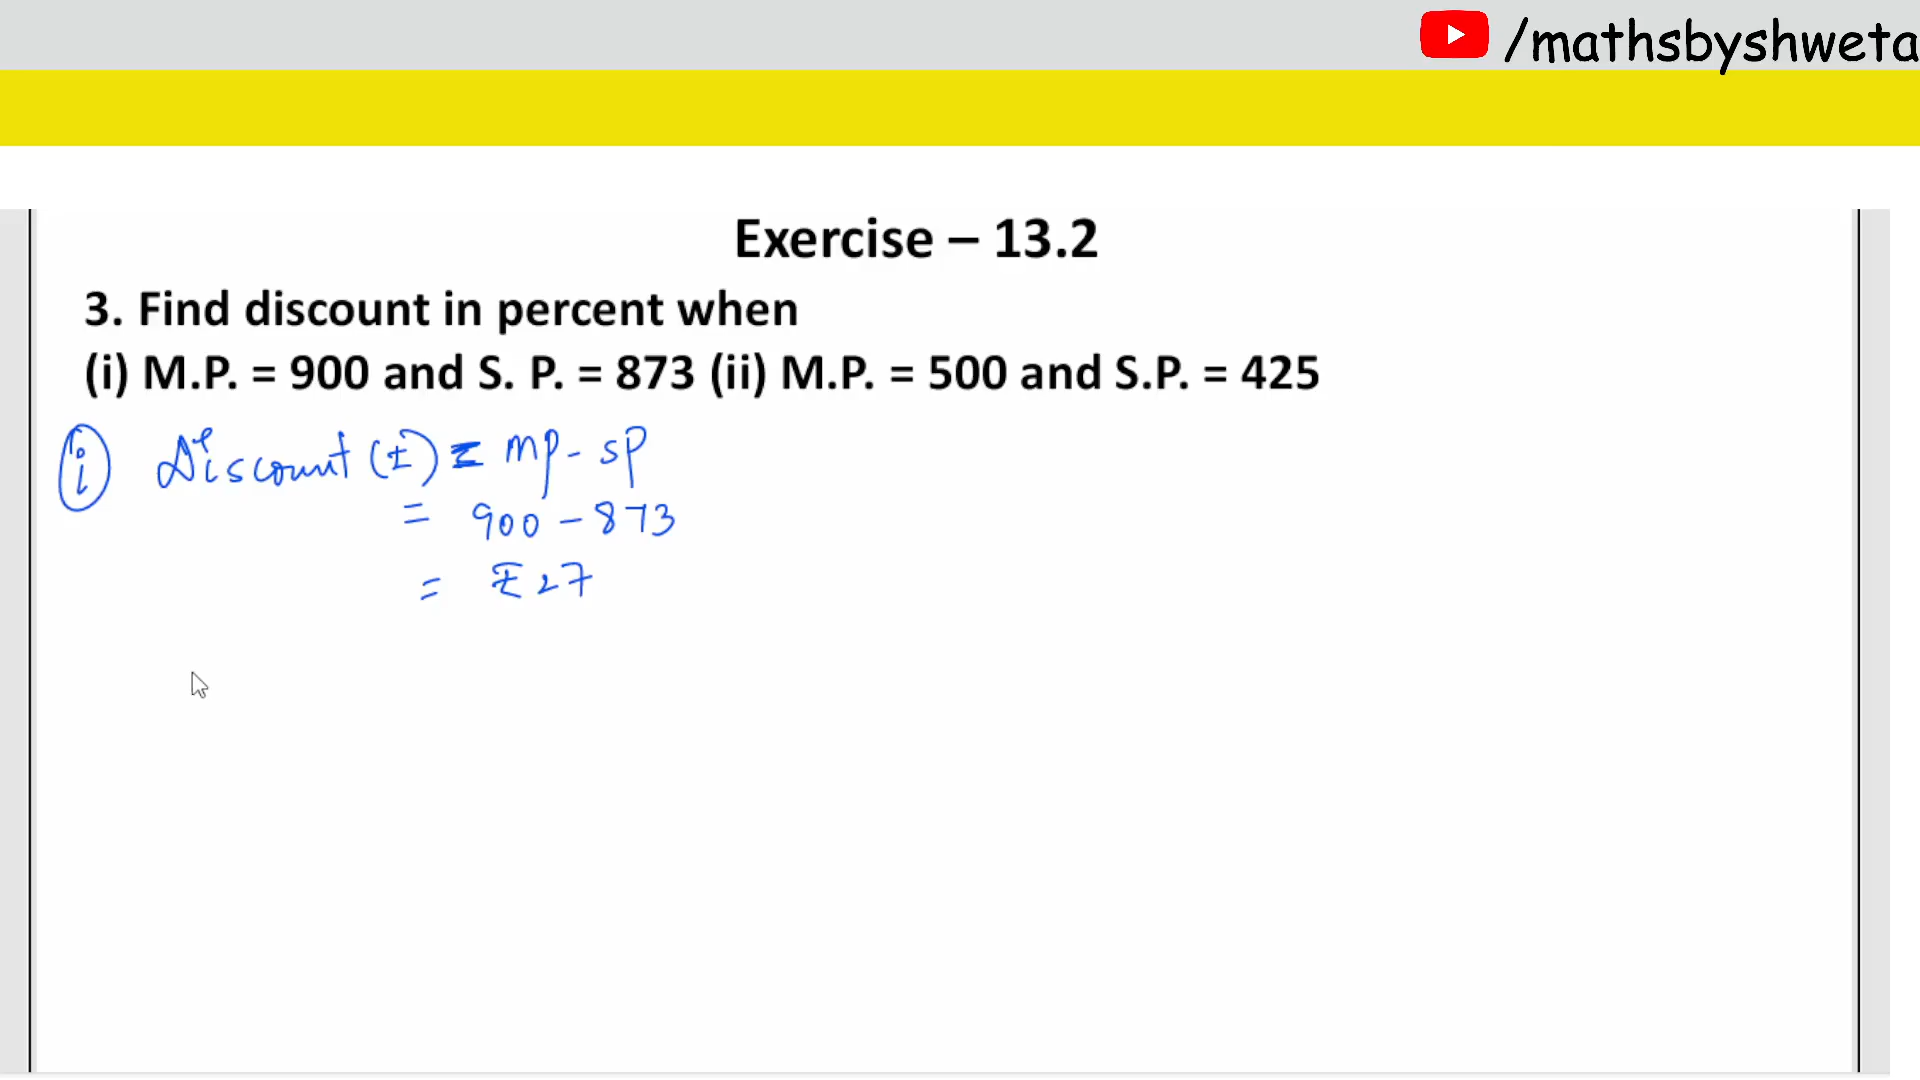 /mathsbyshweta
Exercise – 13.2
3. Find discount in percent when
(i) M.P. = 900 and S. P. = 873 (ii) M.P. = 500 and S.P. = 425
(i) Discount (₹) = MP - SP
= 900 - 873
= ₹27